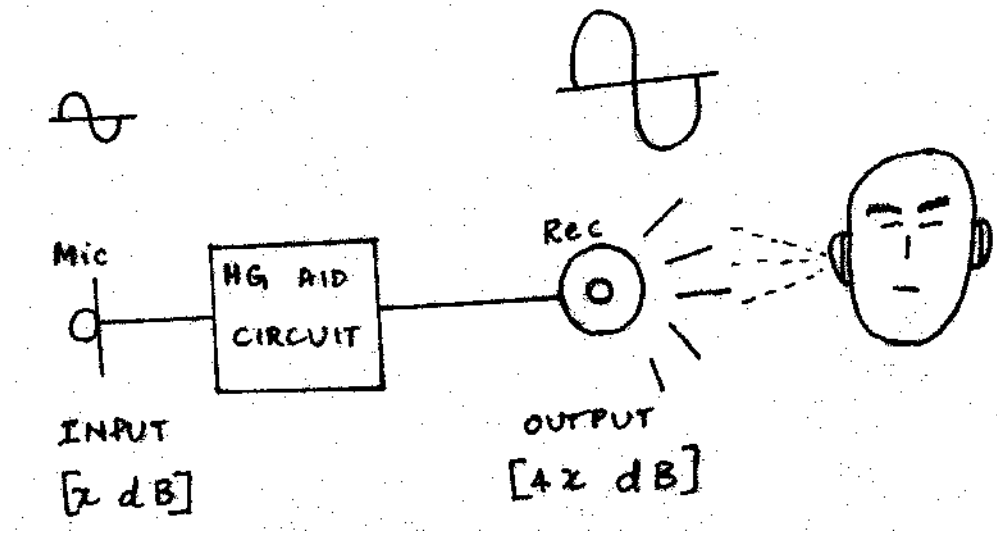 Mic
HG AID
CIRCUIT
Rec
INPUT
[x dB]
OUTPUT
[4x dB]